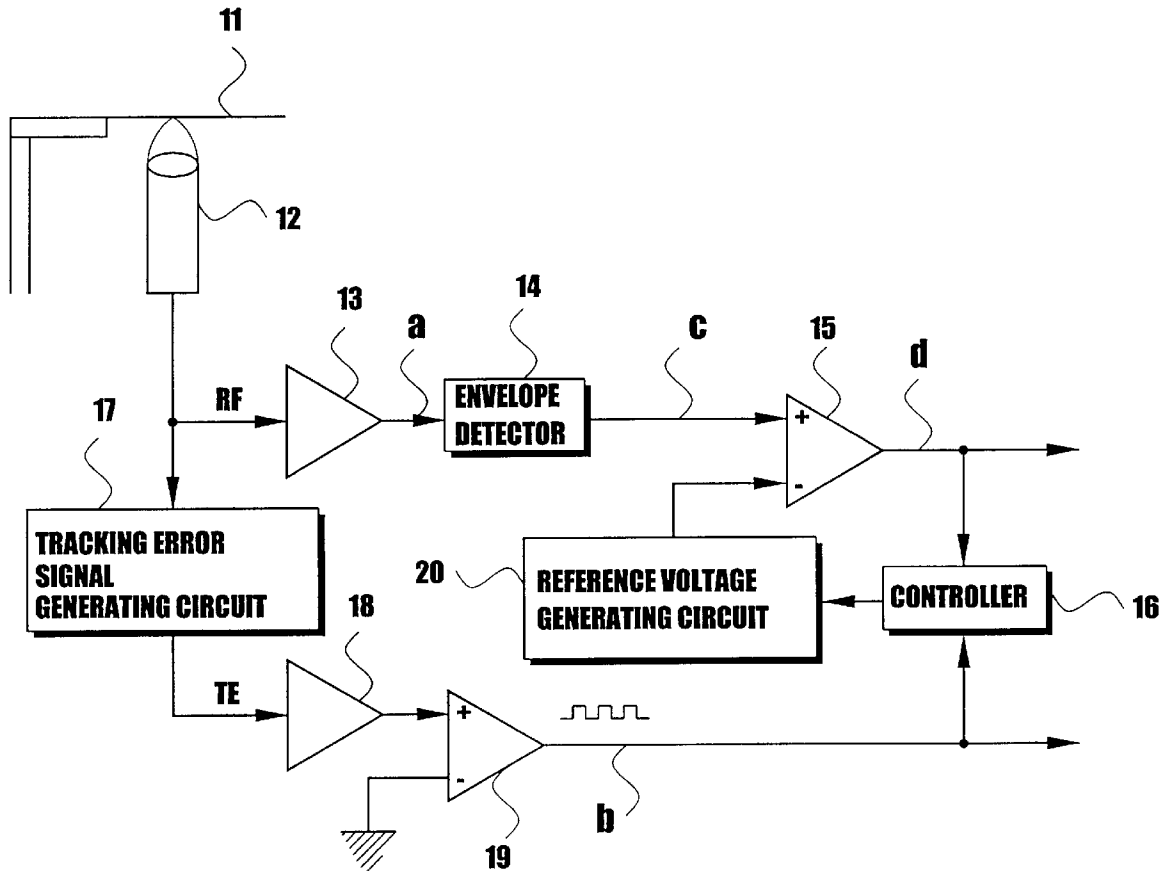 11
12
13
a
14
c
15
d
RF
ENVELOPE
DETECTOR
+
-
17
TRACKING ERROR
SIGNAL
GENERATING CIRCUIT
20
REFERENCE VOLTAGE
GENERATING CIRCUIT
CONTROLLER
16
18
TE
+
-
b
19